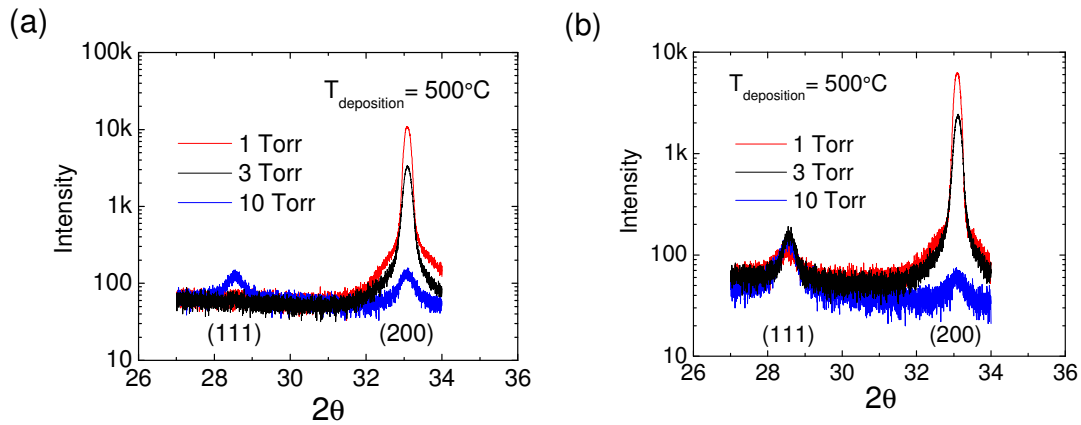 (a)
100k
10k
1k
100
10
Intensity
T deposition = 500°C
1 Torr
3 Torr
10 Torr
(111)
(200)
26 28 30 32 34 36
2θ
(b)
10k
1k
100
10
Intensity
T deposition = 500°C
1 Torr
3 Torr
10 Torr
(111)
(200)
26 28 30 32 34 36
2θ